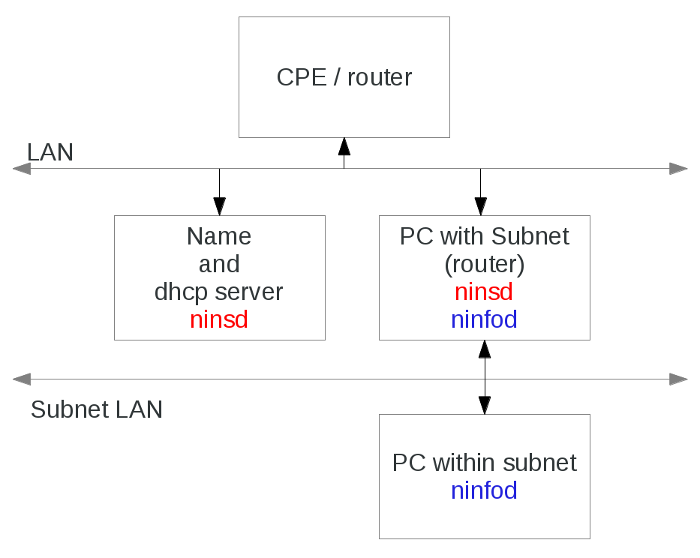 CPE / router
LAN
Name
and
dhcp server
ninsd
PC with Subnet
(router)
ninsd
ninfod
Subnet LAN
PC within subnet
ninfod